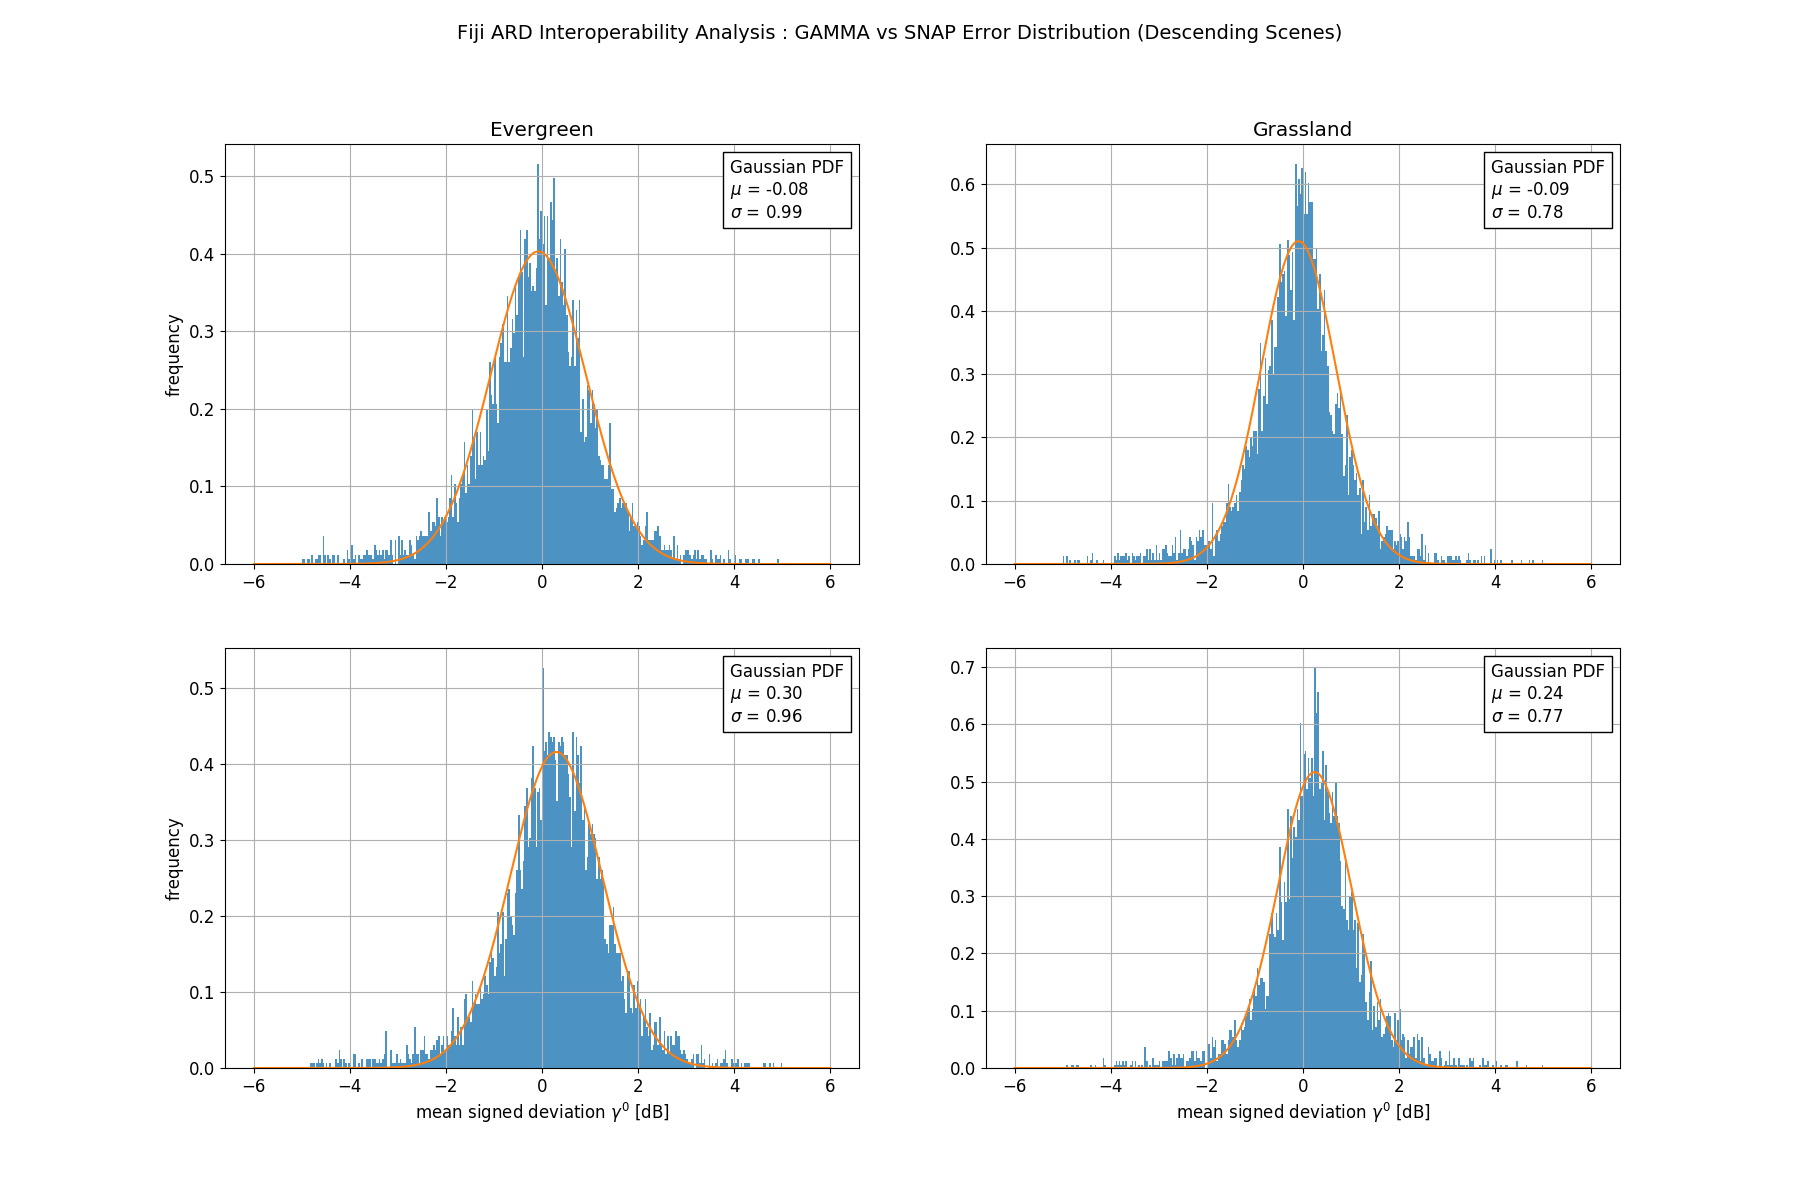 Fiji ARD Interoperability Analysis : GAMMA vs SNAP Error Distribution (Descending Scenes)
Evergreen
Gaussian PDF
μ = -0.08
σ = 0.99
frequency
0.5
0.4
0.3
0.2
0.1
0.0
−6 −4 −2 0 2 4 6
Grassland
Gaussian PDF
μ = -0.09
σ = 0.78
0.6
0.5
0.4
0.3
0.2
0.1
0.0
−6 −4 −2 0 2 4 6
Gaussian PDF
μ = 0.30
σ = 0.96
frequency
0.5
0.4
0.3
0.2
0.1
0.0
−6 −4 −2 0 2 4 6
mean signed deviation γ⁰ [dB]
Gaussian PDF
μ = 0.24
σ = 0.77
0.7
0.6
0.5
0.4
0.3
0.2
0.1
0.0
−6 −4 −2 0 2 4 6
mean signed deviation γ⁰ [dB]